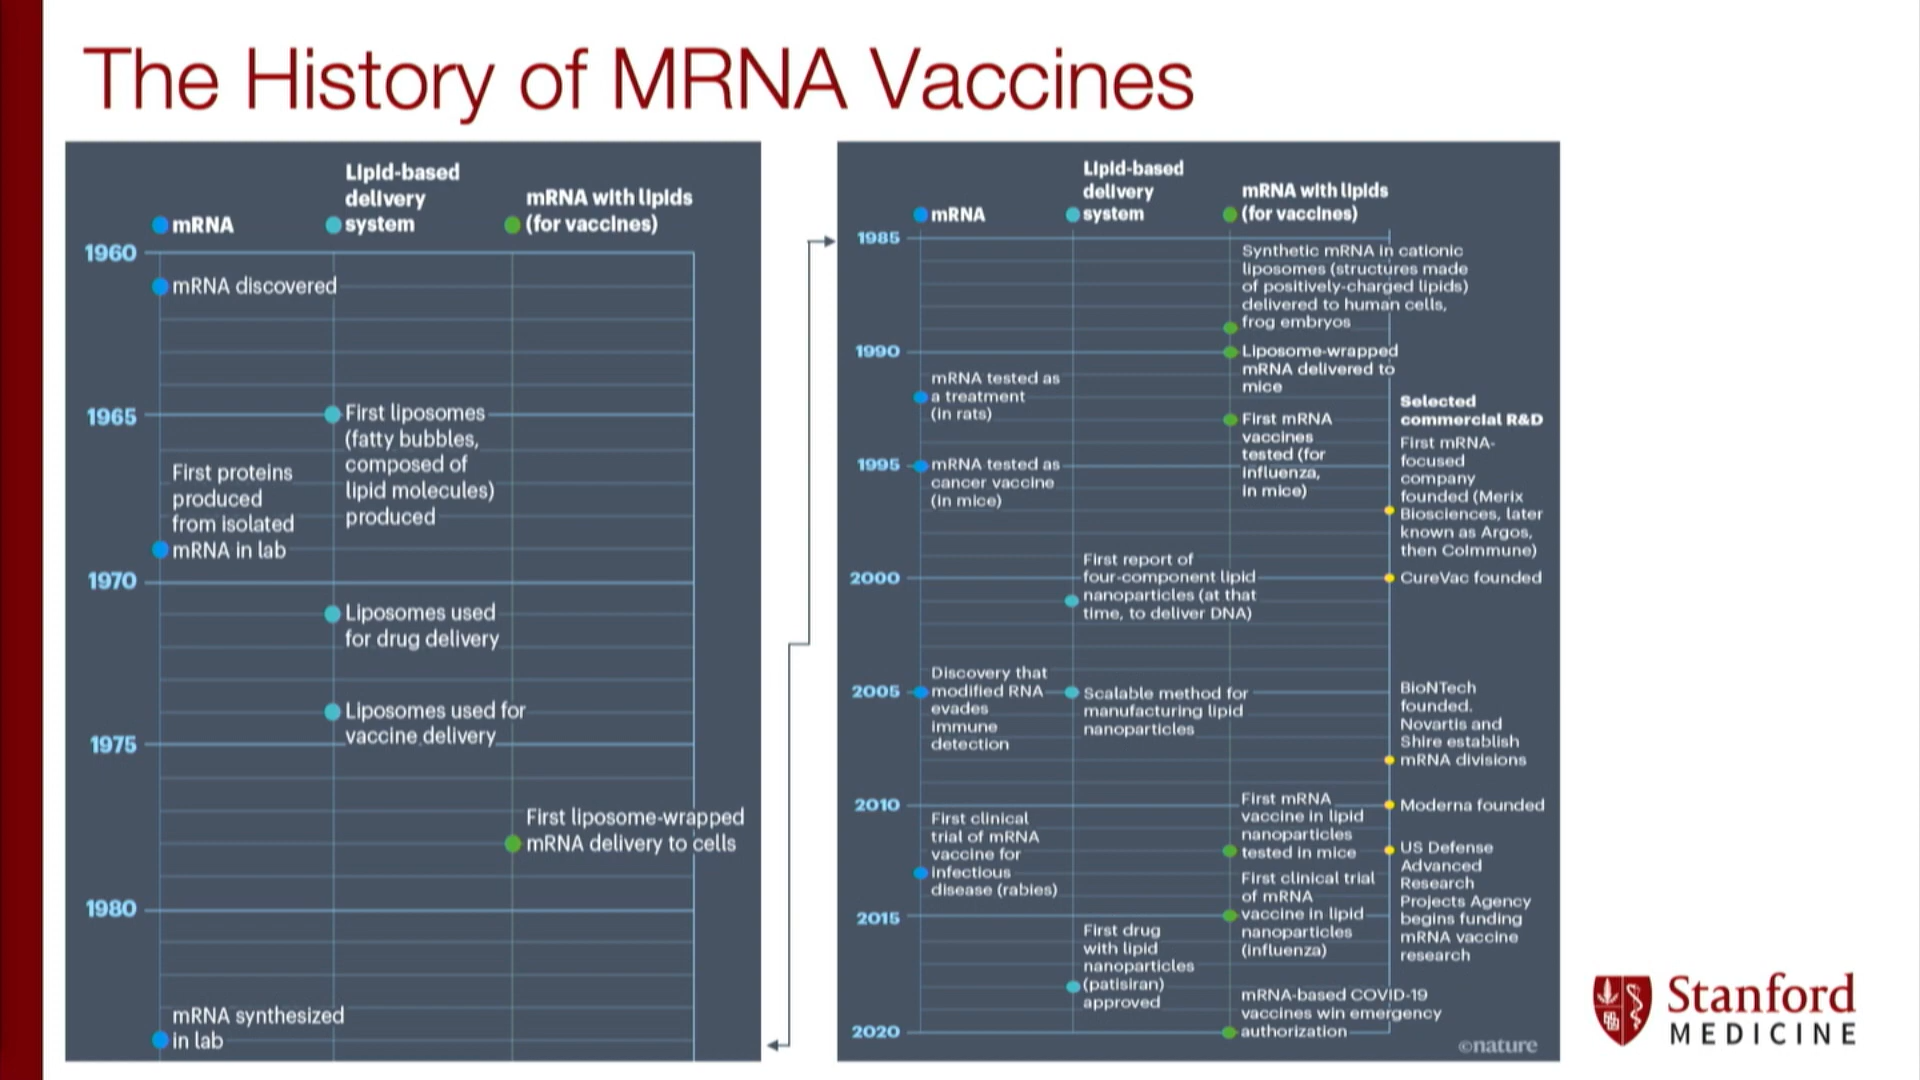 The History of MRNA Vaccines
Lipid-based
delivery
system
mRNA
mRNA with lipids
(for vaccines)
1960
mRNA discovered
1965
First liposomes
(fatty bubbles,
composed of
lipid molecules)
produced
First proteins
produced
from isolated
mRNA in lab
1970
Liposomes used
for drug delivery
Liposomes used for
vaccine delivery
1975
First liposome-wrapped
mRNA delivery to cells
1980
mRNA synthesized
in lab
Lipid-based
delivery
system
mRNA
mRNA with lipids
(for vaccines)
1985
Synthetic mRNA in cationic
liposomes (structures made
of positively-charged lipids)
delivered to human cells,
frog embryos
1990
Liposome-wrapped
mRNA delivered to
mice
mRNA tested as
a treatment
(in rats)
Selected
commercial R&D
First mRNA
vaccines
tested (for
influenza,
in mice)
First mRNA-
focused
company
founded (Merix
Biosciences, later
known as Argos,
then CoImmune)
1995
mRNA tested as
cancer vaccine
(in mice)
First report of
four-component lipid
nanoparticles (at that
time, to deliver DNA)
2000
CureVac founded
Discovery that
modified RNA
evades
immune
detection
2005
Scalable method for
manufacturing lipid
nanoparticles
BioNTech
founded.
Novartis and
Shire establish
mRNA divisions
2010
First mRNA
vaccine in lipid
nanoparticles
tested in mice
Moderna founded
First clinical
trial of mRNA
vaccine for
infectious
disease (rabies)
US Defense
Advanced
Research
Projects Agency
begins funding
mRNA vaccine
research
First clinical trial
of mRNA
vaccine in lipid
nanoparticles
(influenza)
2015
First drug
with lipid
nanoparticles
(patisiran)
approved
mRNA-based COVID-19
vaccines win emergency
authorization
2020
©nature
Stanford
MEDICINE